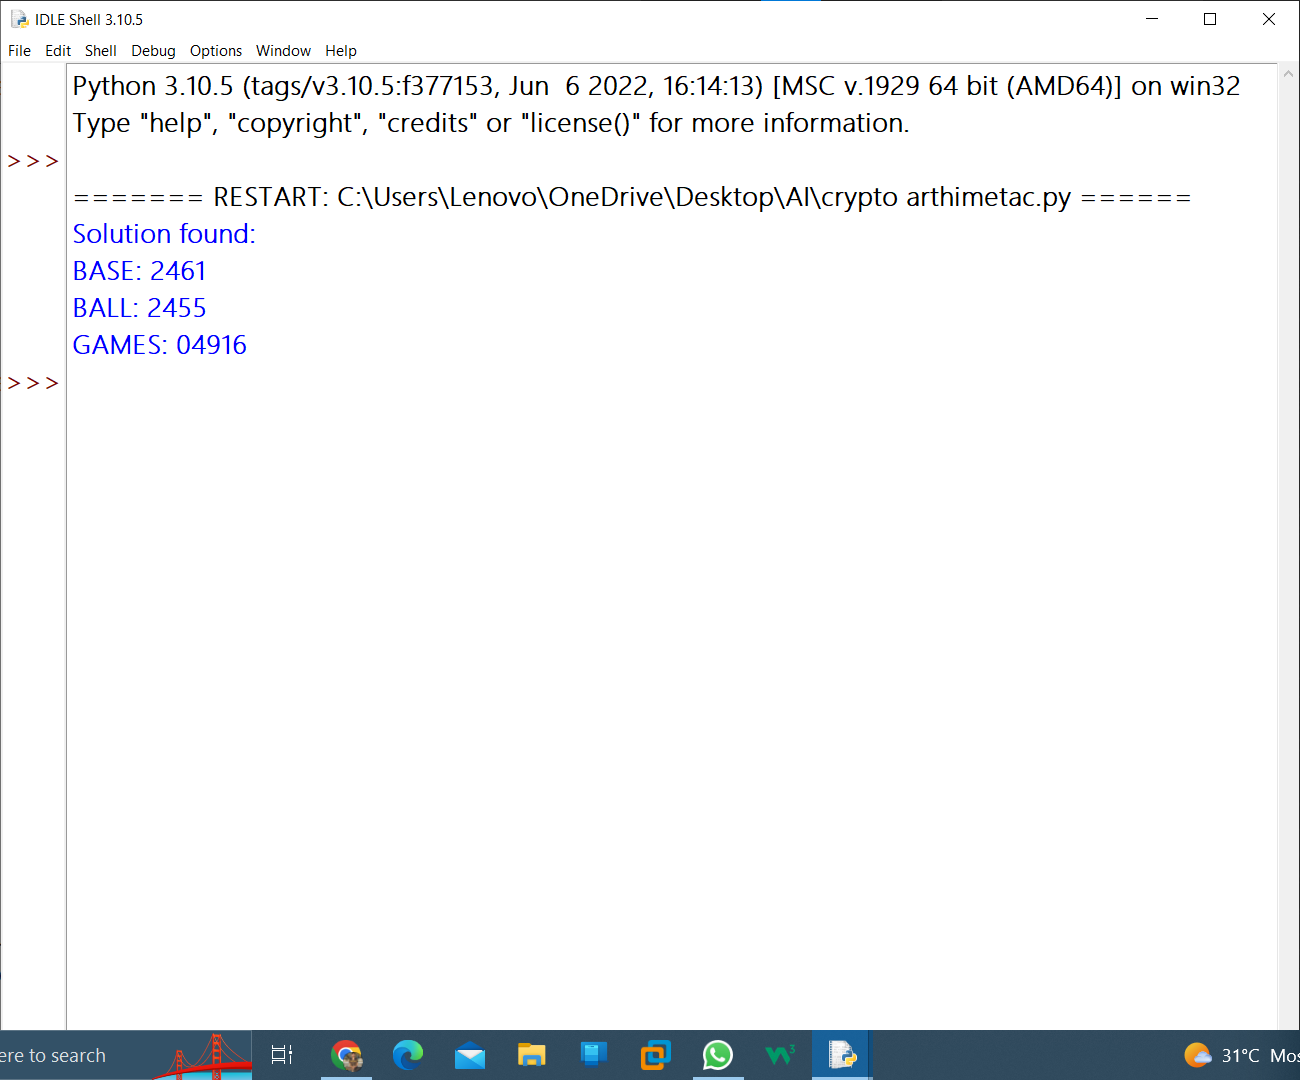 IDLE Shell 3.10.5
File Edit Shell Debug Options Window Help
Python 3.10.5 (tags/v3.10.5:f377153, Jun  6 2022, 16:14:13) [MSC v.1929 64 bit (AMD64)] on win32
Type "help", "copyright", "credits" or "license()" for more information.
>>>
======= RESTART: C:\Users\Lenovo\OneDrive\Desktop\AI\crypto arthimetac.py ======
Solution found:
BASE: 2461
BALL: 2455
GAMES: 04916
>>>
ere to search
31°C Mos